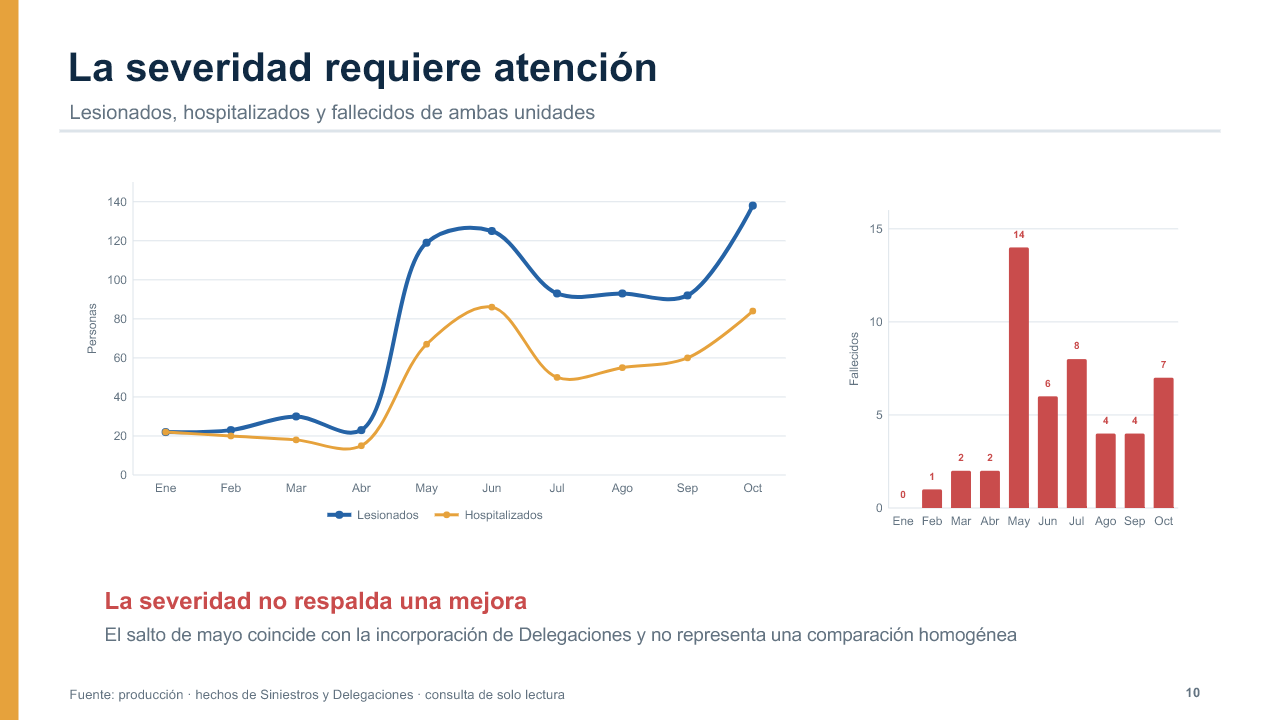 La severidad requiere atención
Lesionados, hospitalizados y fallecidos de ambas unidades
Personas
140
120
100
80
60
40
20
0
Ene Feb Mar Abr May Jun Jul Ago Sep Oct
Lesionados Hospitalizados
Fallecidos
15
10
5
0
0 1 2 2 14 6 8 4 4 7
Ene Feb Mar Abr May Jun Jul Ago Sep Oct
La severidad no respalda una mejora
El salto de mayo coincide con la incorporación de Delegaciones y no representa una comparación homogénea
Fuente: producción · hechos de Siniestros y Delegaciones · consulta de solo lectura
10